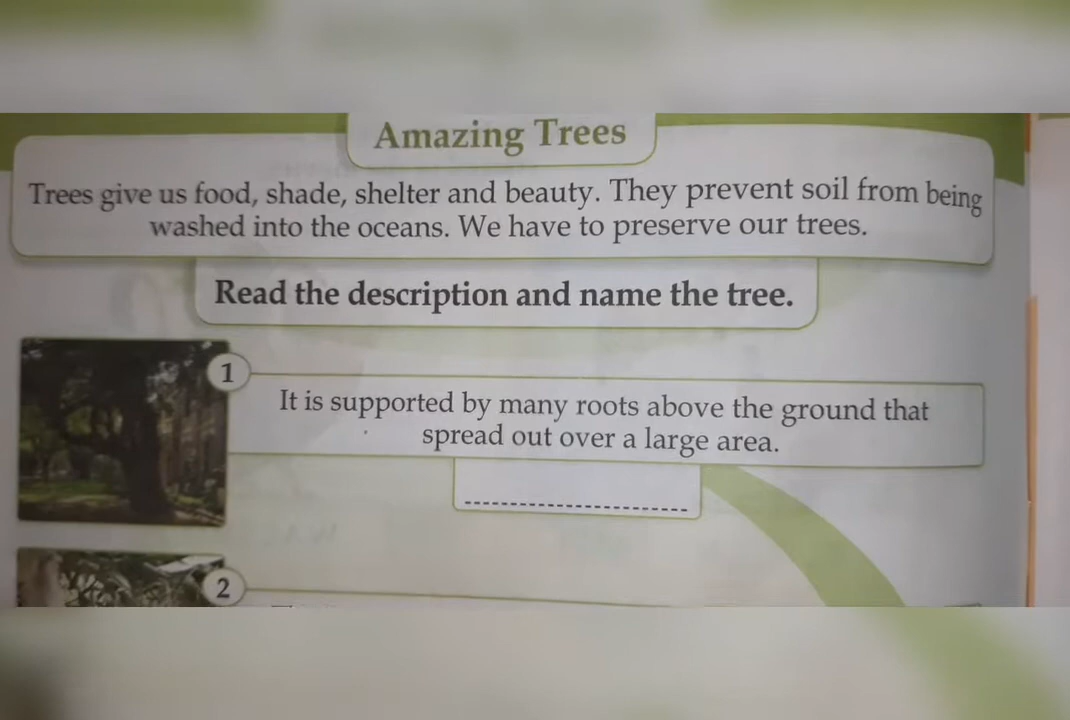 Amazing Trees
Trees give us food, shade, shelter and beauty. They prevent soil from being
washed into the oceans. We have to preserve our trees.
Read the description and name the tree.
1
It is supported by many roots above the ground that
spread out over a large area.
2